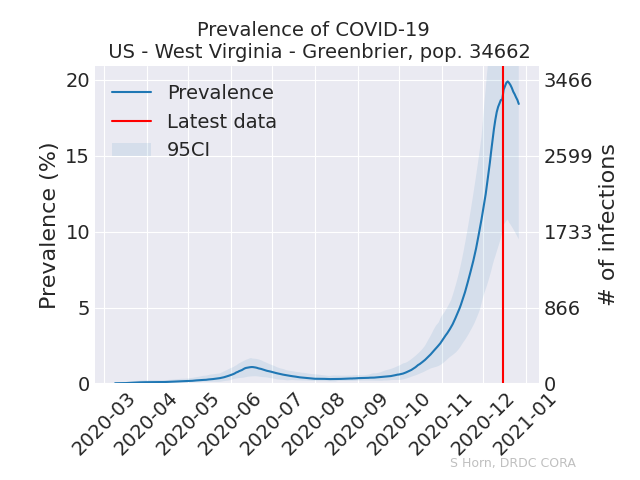 Prevalence of COVID-19
US - West Virginia - Greenbrier, pop. 34662
Prevalence
Latest data
95CI
Prevalence (%)
20
15
10
5
0
3466
2599
1733
866
0
# of infections
2020-03
2020-04
2020-05
2020-06
2020-07
2020-08
2020-09
2020-10
2020-11
2020-12
2021-01
S Horn, DRDC CORA